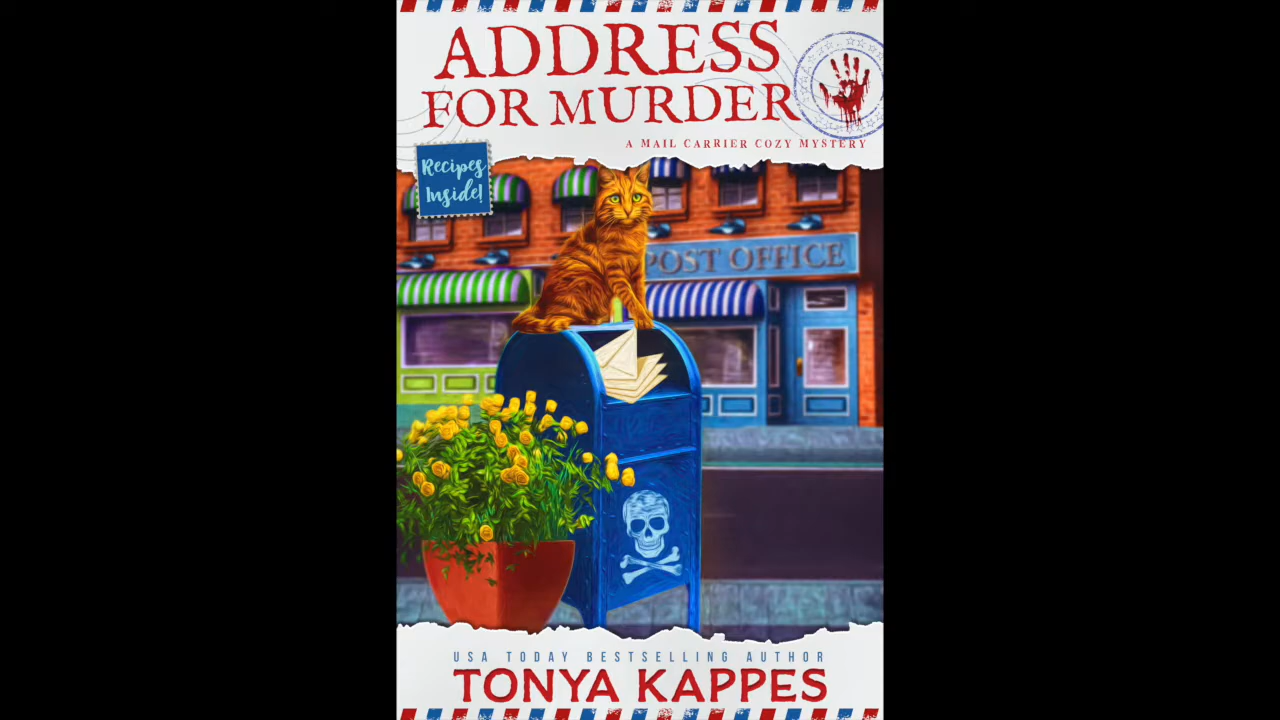 ADDRESS
FOR MURDER
A MAIL CARRIER COZY MYSTERY
Recipes
Inside!
POST OFFICE
USA TODAY BESTSELLING AUTHOR
TONYA KAPPES